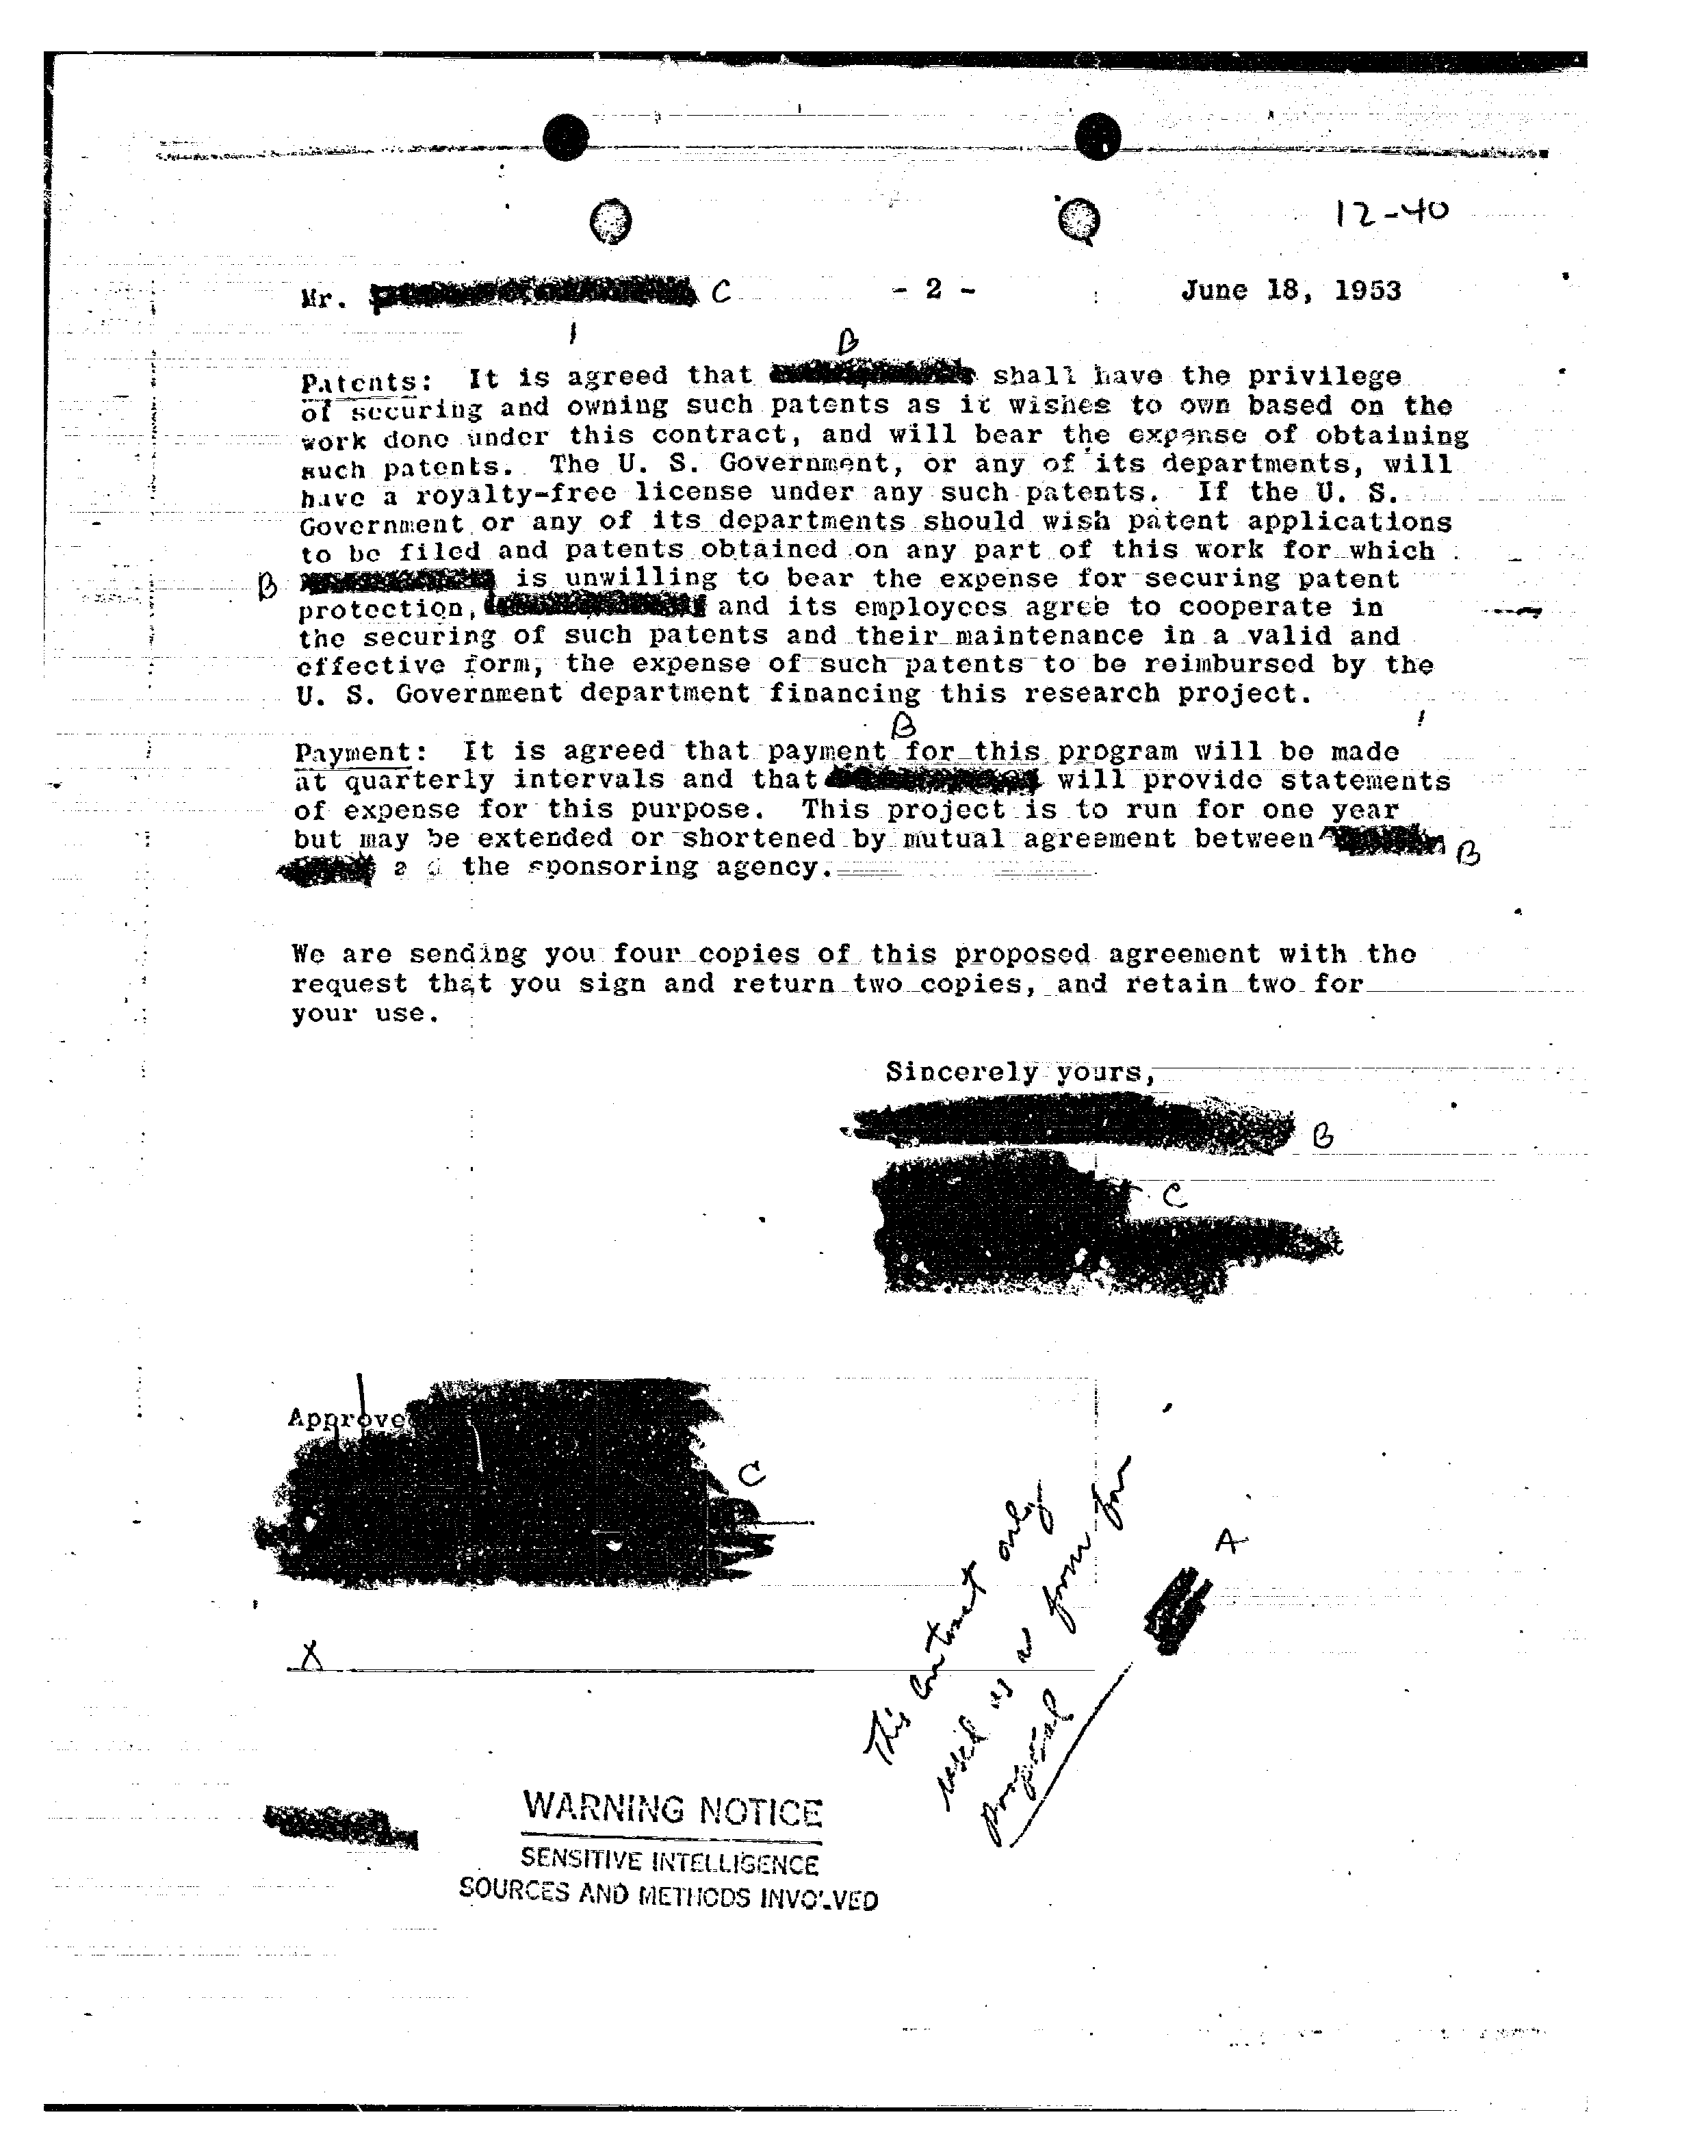 12-40
Mr. C - 2 - June 18, 1953
B
Patents: It is agreed that shall have the privilege
of securing and owning such patents as it wishes to own based on the
work done under this contract, and will bear the expense of obtaining
such patents. The U. S. Government, or any of its departments, will
have a royalty-free license under any such patents. If the U. S.
Government or any of its departments should wish patent applications
to be filed and patents obtained on any part of this work for which
B is unwilling to bear the expense for securing patent
protection, and its employees agree to cooperate in
the securing of such patents and their maintenance in a valid and
effective form, the expense of such patents to be reimbursed by the
U. S. Government department financing this research project.
B
Payment: It is agreed that payment for this program will be made
at quarterly intervals and that will provide statements
of expense for this purpose. This project is to run for one year
but may be extended or shortened by mutual agreement between
B
the sponsoring agency.
We are sending you four copies of this proposed agreement with the
request that you sign and return two copies, and retain two for
your use.
Sincerely yours,
B
C
Approve
C
A
X
This contract only
used as a from for
proposal
WARNING NOTICE
SENSITIVE INTELLIGENCE
SOURCES AND METHODS INVOLVED